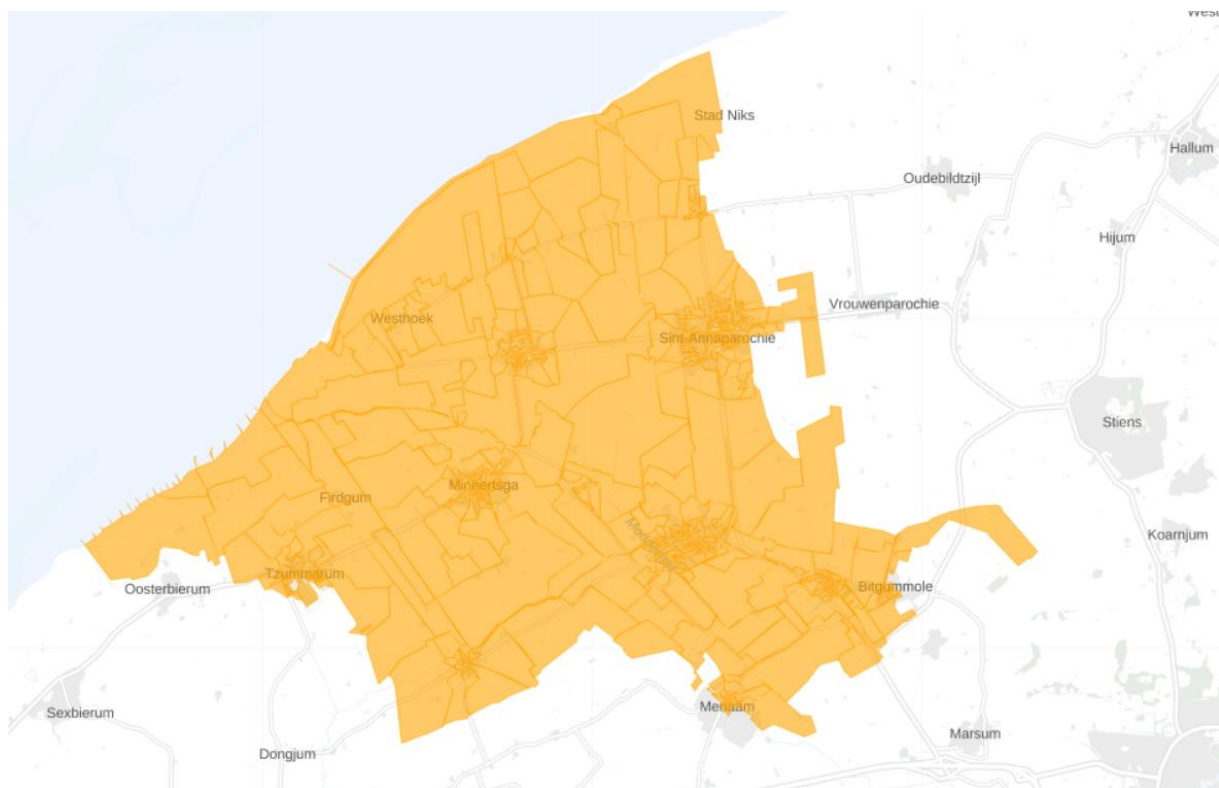 Stad Niks
Hallum
Oudebildtzijl
Hijum
Vrouwenparochie
Westhoek
Sint-Annaparochie
Stiens
Minnertsga
Firdgum
Koarnjum
Tzummarum
Oosterbierum
Bitgummole
Menaam
Sexbierum
Marsum
Dongjum